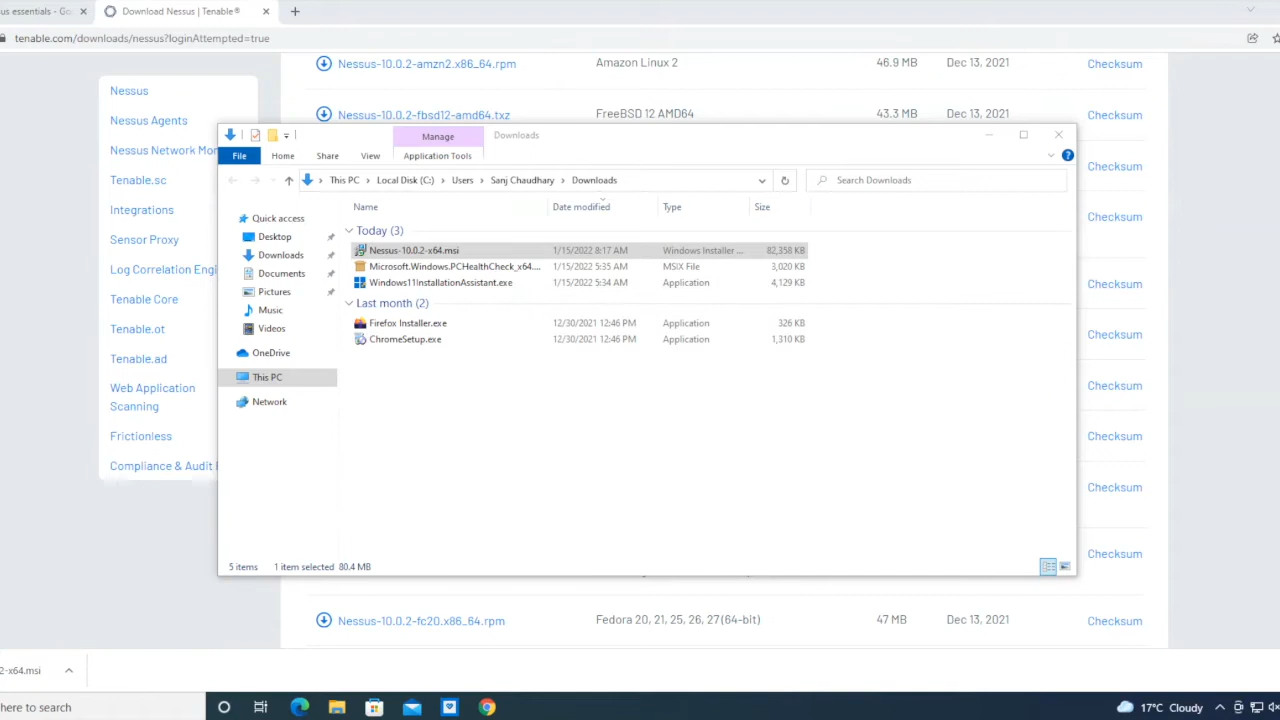 us essentials - Go
Download Nessus | Tenable®
tenable.com/downloads/nessus?loginAttempted=true
Nessus-10.0.2-amzn2.x86_64.rpm Amazon Linux 2 46.9 MB Dec 13, 2021 Checksum
Nessus-10.0.2-fbsd12-amd64.txz FreeBSD 12 AMD64 43.3 MB Dec 13, 2021 Checksum
Nessus
Nessus Agents
Nessus Network Mon
Tenable.sc
Integrations
Sensor Proxy
Log Correlation Engi
Tenable Core
Tenable.ot
Tenable.ad
Web Application
Scanning
Frictionless
Compliance & Audit
Manage Downloads
File Home Share View Application Tools
This PC › Local Disk (C:) › Users › Sanj Chaudhary › Downloads
Search Downloads
Name Date modified Type Size
Quick access
Desktop
Downloads
Documents
Pictures
Music
Videos
OneDrive
This PC
Network
Today (3)
Nessus-10.0.2-x64.msi 1/15/2022 8:17 AM Windows Installer ... 82,358 KB
Microsoft.Windows.PCHealthCheck_x64.... 1/15/2022 5:35 AM MSIX File 3,020 KB
Windows11InstallationAssistant.exe 1/15/2022 5:34 AM Application 4,129 KB
Last month (2)
Firefox Installer.exe 12/30/2021 12:46 PM Application 326 KB
ChromeSetup.exe 12/30/2021 12:46 PM Application 1,310 KB
5 items 1 item selected 80.4 MB
Checksum
Checksum
Checksum
Checksum
Checksum
Checksum
Checksum
Checksum
Nessus-10.0.2-fc20.x86_64.rpm Fedora 20, 21, 25, 26, 27 (64-bit) 47 MB Dec 13, 2021 Checksum
2-x64.msi
here to search
17°C Cloudy